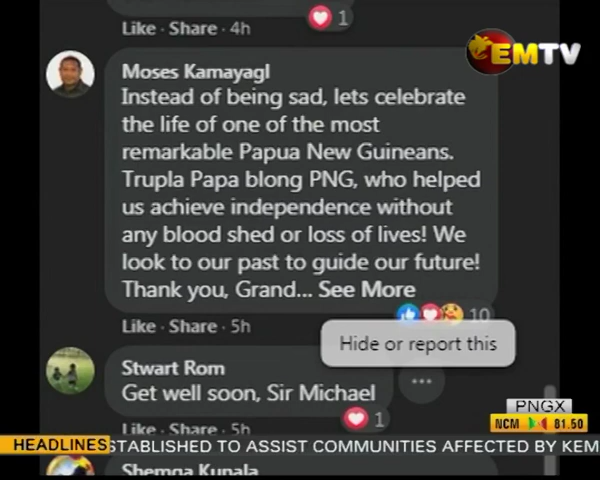 Like · Share · 4h
1
EMTV
Moses Kamayagl
Instead of being sad, lets celebrate
the life of one of the most
remarkable Papua New Guineans.
Trupla Papa blong PNG, who helped
us achieve independence without
any blood shed or loss of lives! We
look to our past to guide our future!
Thank you, Grand... See More
10
Like · Share · 5h
Hide or report this
Stwart Rom
Get well soon, Sir Michael
1
Like · Share · 5h
PNGX
NCM 81.50
HEADLINES STABLISHED TO ASSIST COMMUNITIES AFFECTED BY KEM
Shemga Kunala